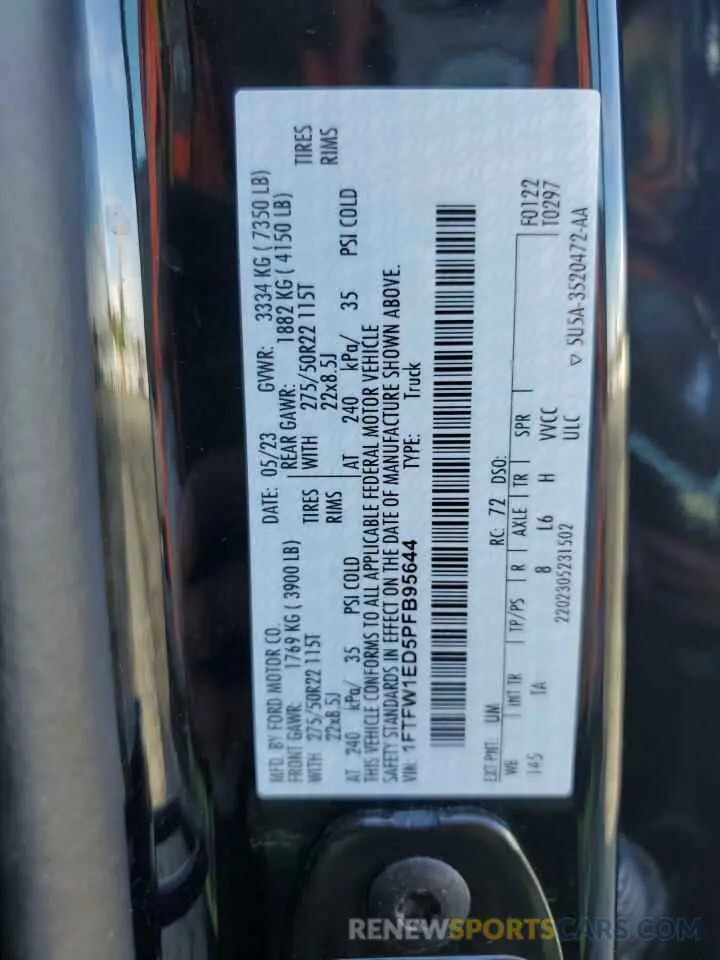 MFD. BY FORD MOTOR CO.
DATE: 05/23 GVWR: 3334 KG ( 7350 LB)
FRONT GAWR: 1769 KG ( 3900 LB) REAR GAWR: 1882 KG ( 4150 LB)
WITH 275/50R22 115T TIRES WITH 275/50R22 115T TIRES
22x8.5J RIMS 22x8.5J RIMS
AT 240 kPa/ 35 PSI COLD AT 240 kPa/ 35 PSI COLD
THIS VEHICLE CONFORMS TO ALL APPLICABLE FEDERAL MOTOR VEHICLE
SAFETY STANDARDS IN EFFECT ON THE DATE OF MANUFACTURE SHOWN ABOVE.
VIN: 1FTFW1ED5PFB95644 TYPE: Truck
EXT PNT: UM RC: 72 DSO: F0122
WB INT TR TP/PS R AXLE TR SPR T0297
145 TA 8 L6 H VVCC
2202305231502 ULC ▽ 5U5A-3520472-AA
RENEWSPORTSCARS.COM